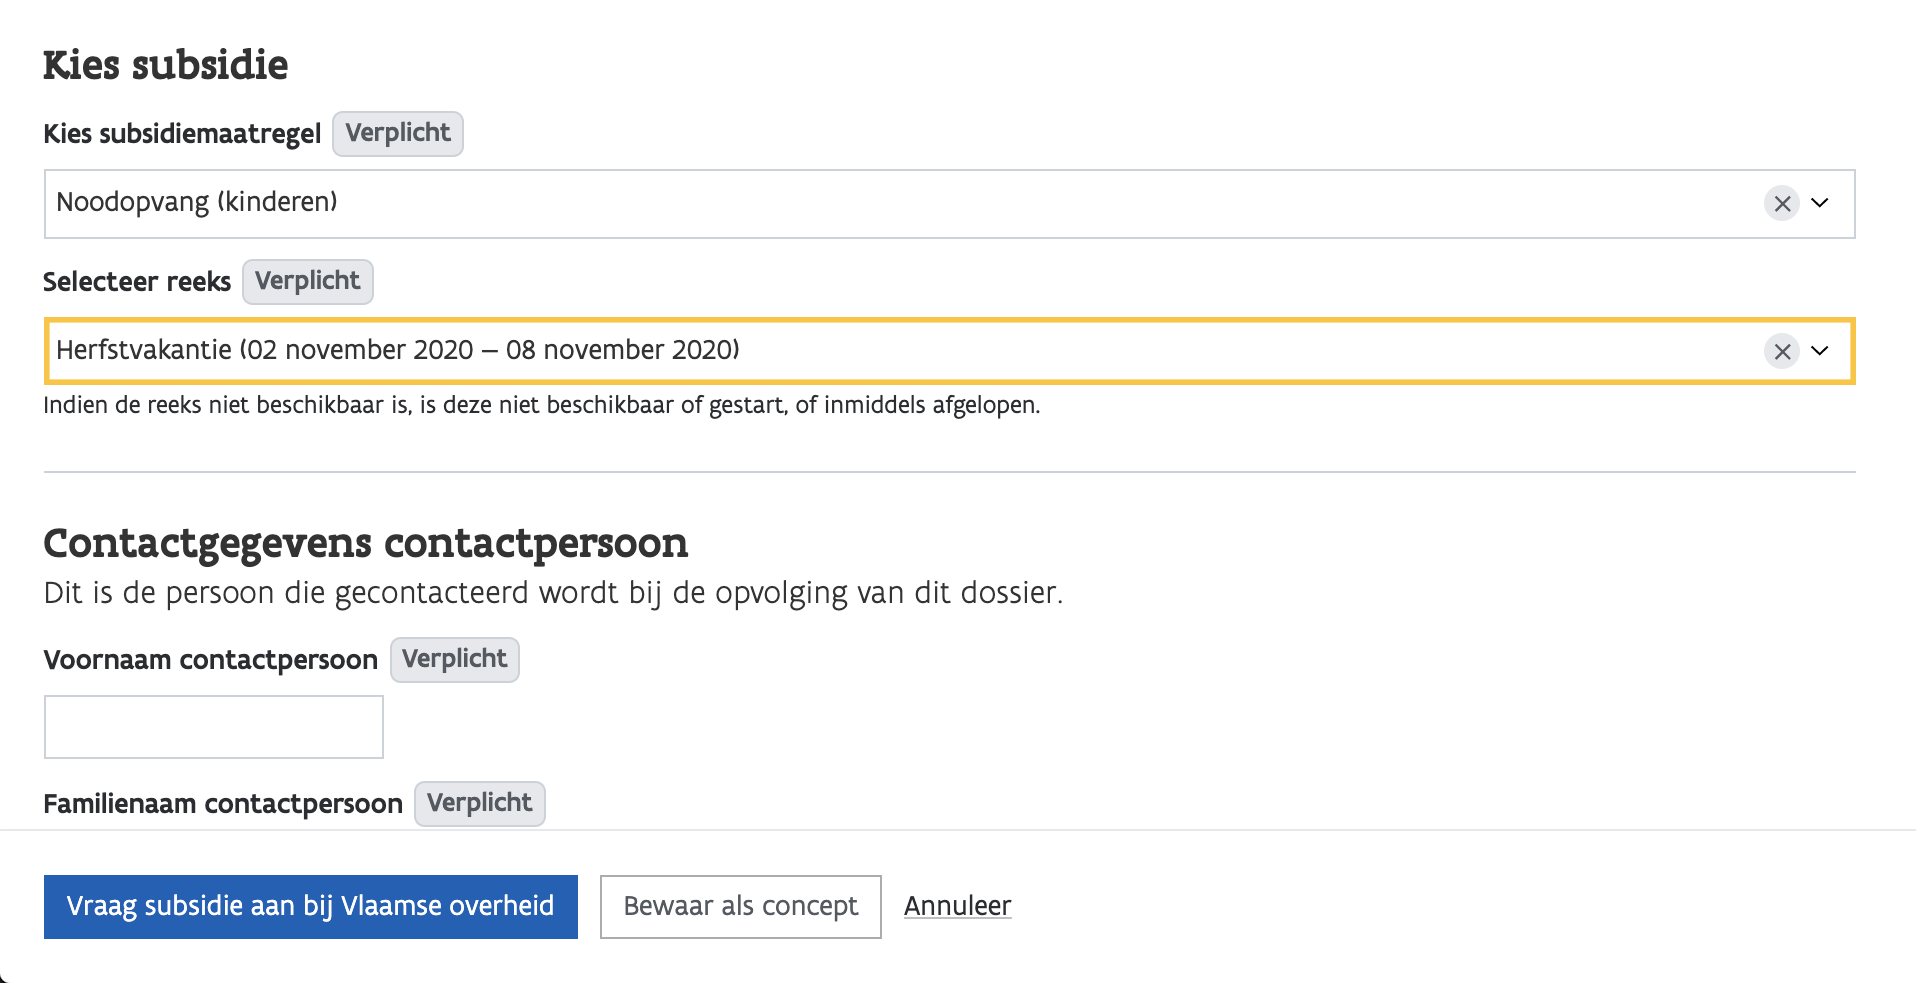 Kies subsidie
Kies subsidiemaatregel Verplicht
Noodopvang (kinderen)
Selecteer reeks Verplicht
Herfstvakantie (02 november 2020 – 08 november 2020)
Indien de reeks niet beschikbaar is, is deze niet beschikbaar of gestart, of inmiddels afgelopen.
Contactgegevens contactpersoon
Dit is de persoon die gecontacteerd wordt bij de opvolging van dit dossier.
Voornaam contactpersoon Verplicht
Familienaam contactpersoon Verplicht
Vraag subsidie aan bij Vlaamse overheid Bewaar als concept Annuleer